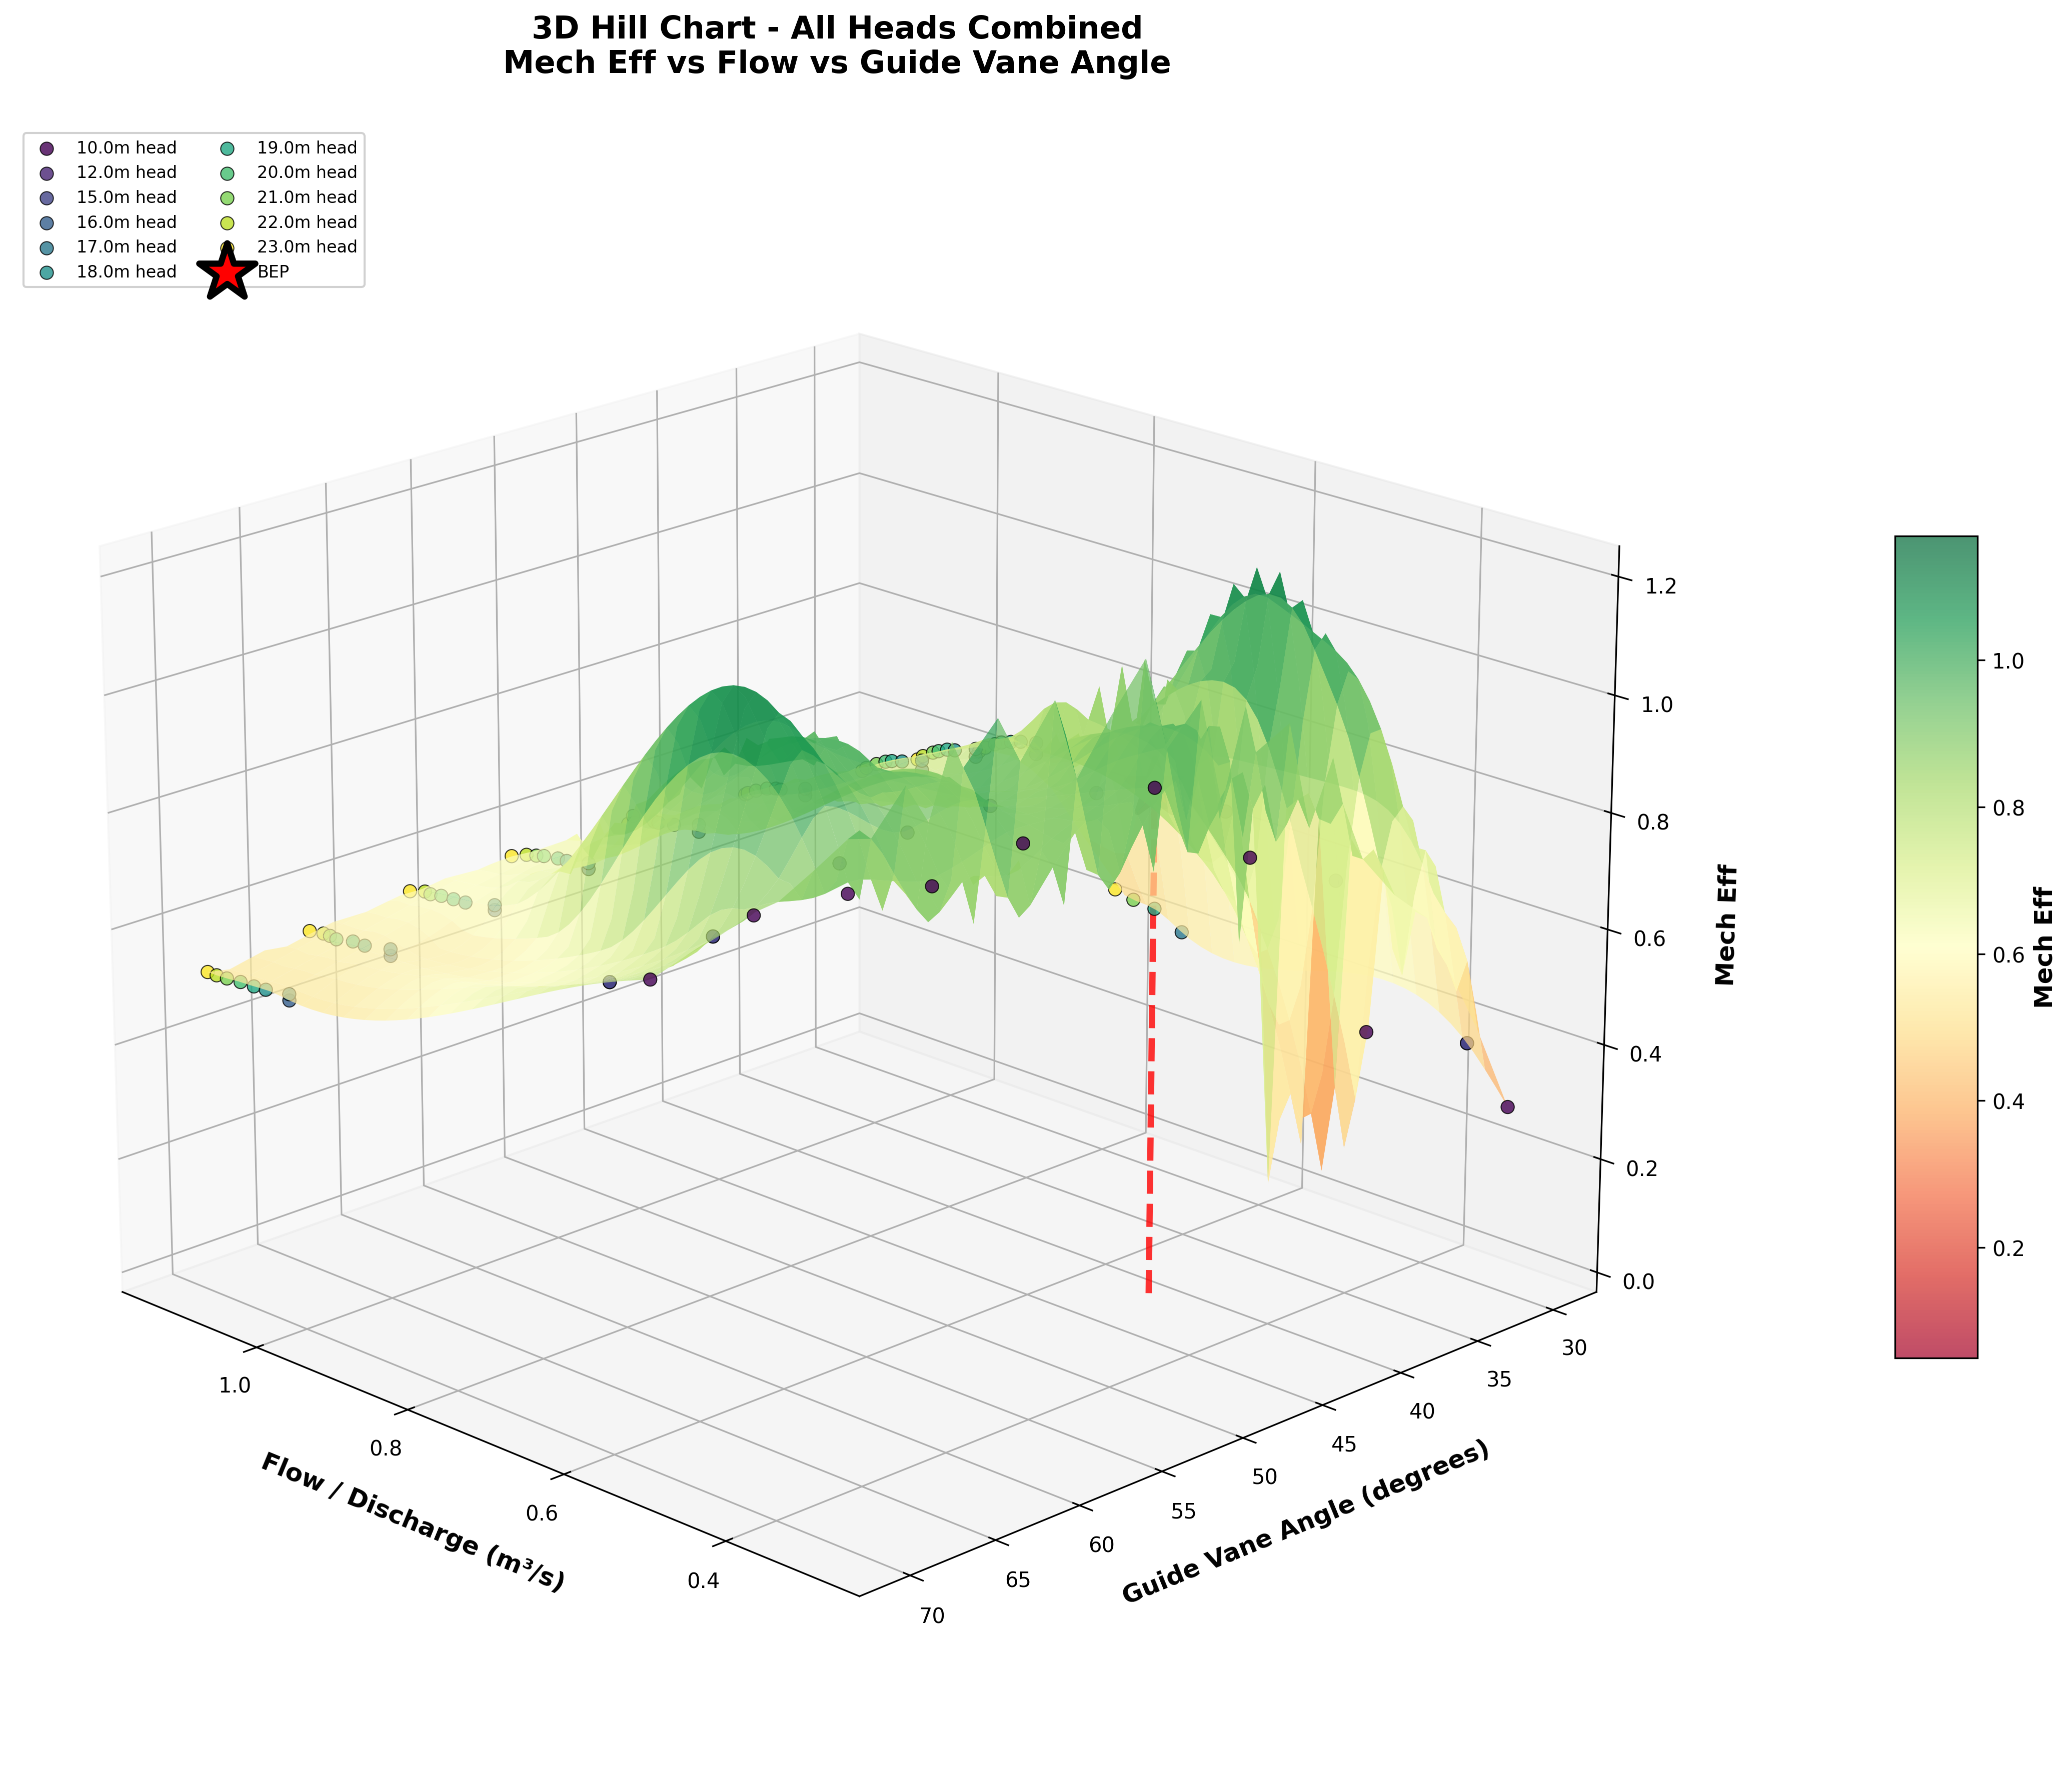 3D Hill Chart - All Heads Combined
Mech Eff vs Flow vs Guide Vane Angle
10.0m head
12.0m head
15.0m head
16.0m head
17.0m head
18.0m head
19.0m head
20.0m head
21.0m head
22.0m head
23.0m head
BEP
1.2
1.0
0.8
0.6
0.4
0.2
0.0
Mech Eff
1.0
0.8
0.6
0.4
Flow / Discharge (m³/s)
30
35
40
45
50
55
60
65
70
Guide Vane Angle (degrees)
1.0
0.8
0.6
0.4
0.2
Mech Eff